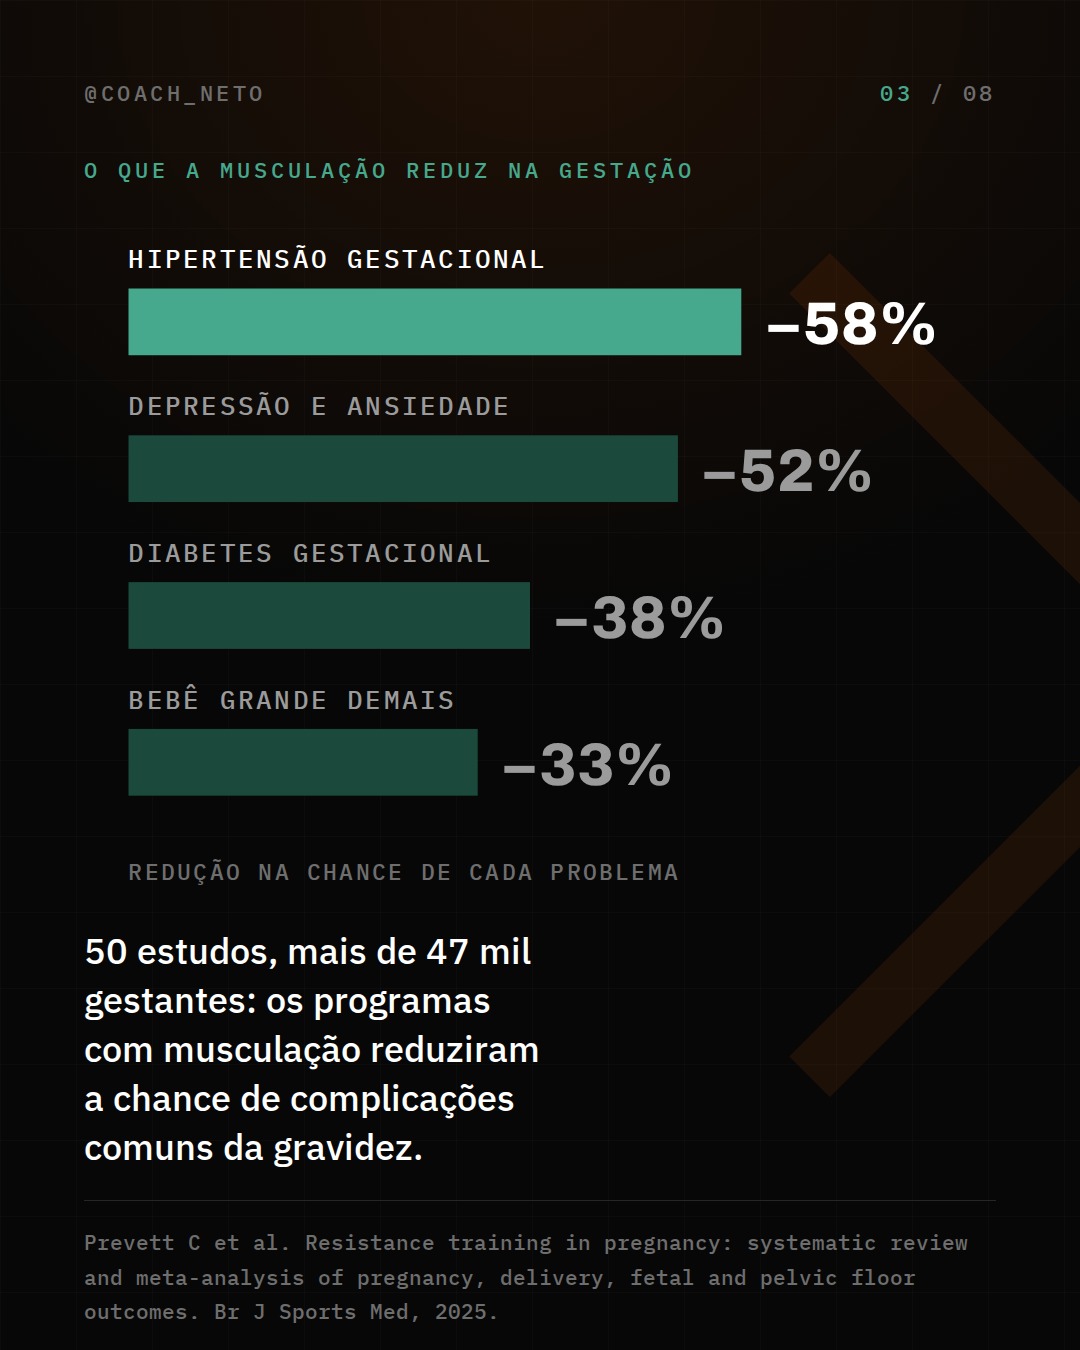 @COACH_NETO
03 / 08
O QUE A MUSCULAÇÃO REDUZ NA GESTAÇÃO
HIPERTENSÃO GESTACIONAL
–58%
DEPRESSÃO E ANSIEDADE
–52%
DIABETES GESTACIONAL
–38%
BEBÊ GRANDE DEMAIS
–33%
REDUÇÃO NA CHANCE DE CADA PROBLEMA
50 estudos, mais de 47 mil
gestantes: os programas
com musculação reduziram
a chance de complicações
comuns da gravidez.
Prevett C et al. Resistance training in pregnancy: systematic review
and meta-analysis of pregnancy, delivery, fetal and pelvic floor
outcomes. Br J Sports Med, 2025.